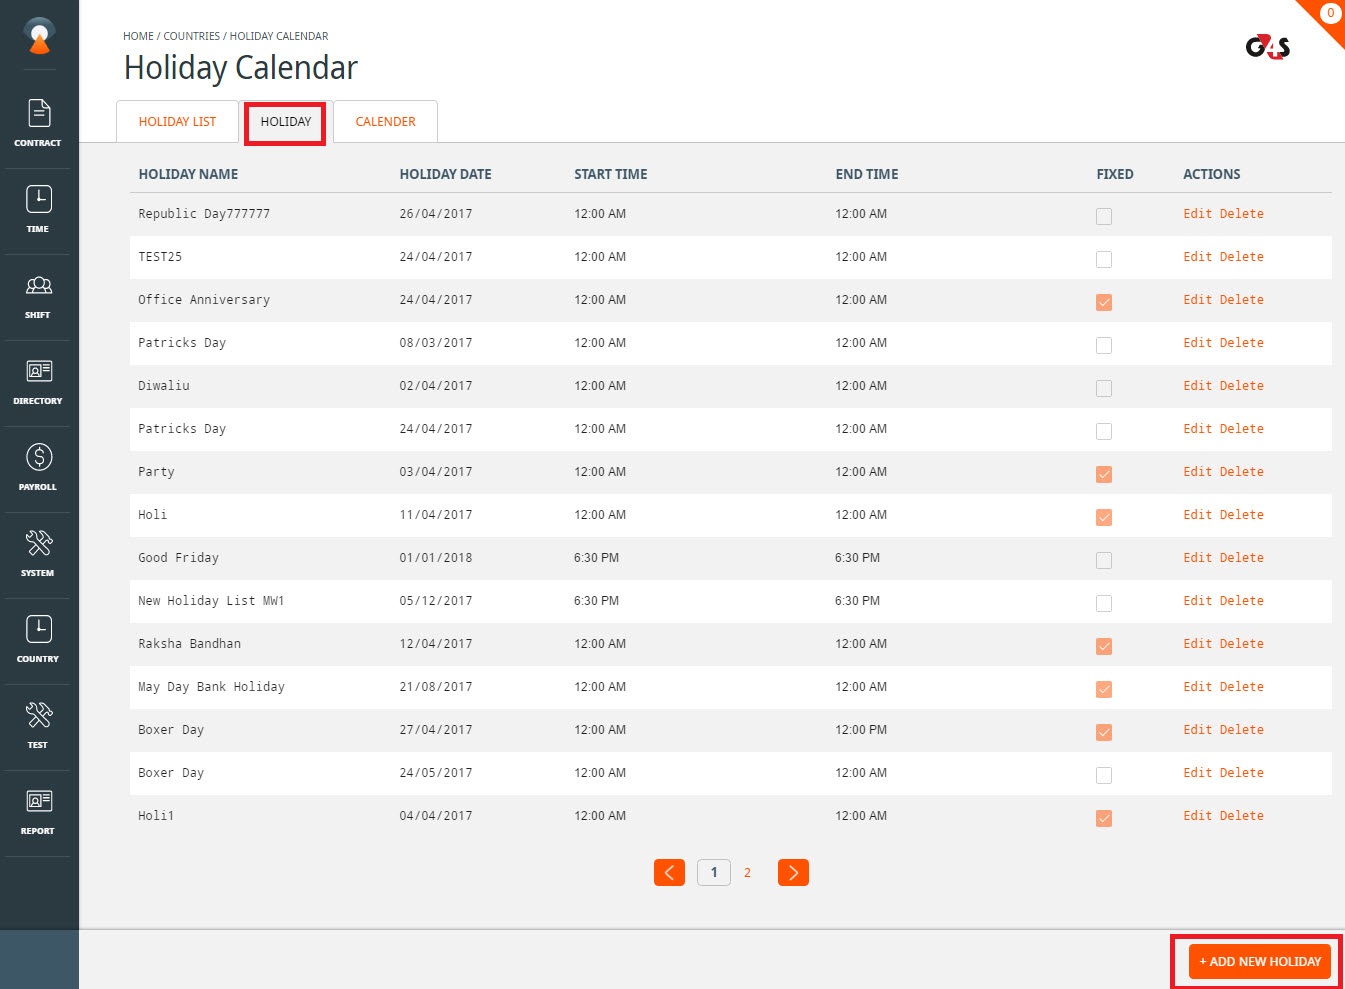 0
HOME / COUNTRIES / HOLIDAY CALENDAR
G4S
Holiday Calendar
HOLIDAY LIST HOLIDAY CALENDER
CONTRACT
TIME
SHIFT
DIRECTORY
PAYROLL
SYSTEM
COUNTRY
TEST
REPORT
HOLIDAY NAME HOLIDAY DATE START TIME END TIME FIXED ACTIONS
Republic Day777777 26/04/2017 12:00 AM 12:00 AM Edit Delete
TEST25 24/04/2017 12:00 AM 12:00 AM Edit Delete
Office Anniversary 24/04/2017 12:00 AM 12:00 AM Edit Delete
Patricks Day 08/03/2017 12:00 AM 12:00 AM Edit Delete
Diwaliu 02/04/2017 12:00 AM 12:00 AM Edit Delete
Patricks Day 24/04/2017 12:00 AM 12:00 AM Edit Delete
Party 03/04/2017 12:00 AM 12:00 AM Edit Delete
Holi 11/04/2017 12:00 AM 12:00 AM Edit Delete
Good Friday 01/01/2018 6:30 PM 6:30 PM Edit Delete
New Holiday List MW1 05/12/2017 6:30 PM 6:30 PM Edit Delete
Raksha Bandhan 12/04/2017 12:00 AM 12:00 AM Edit Delete
May Day Bank Holiday 21/08/2017 12:00 AM 12:00 AM Edit Delete
Boxer Day 27/04/2017 12:00 AM 12:00 PM Edit Delete
Boxer Day 24/05/2017 12:00 AM 12:00 AM Edit Delete
Holi1 04/04/2017 12:00 AM 12:00 AM Edit Delete
1 2
+ ADD NEW HOLIDAY